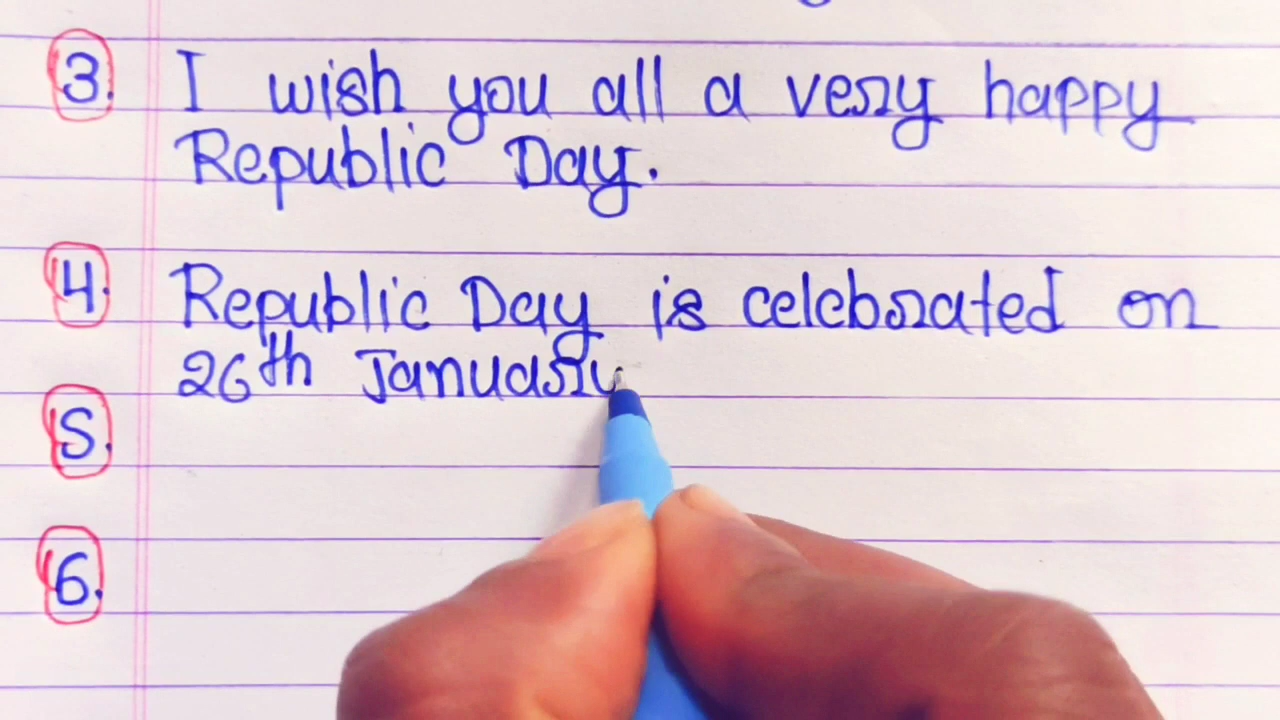 3. I wish you all a very happy
Republic Day.
4. Republic Day is celebrated on
26th January
5.
6.